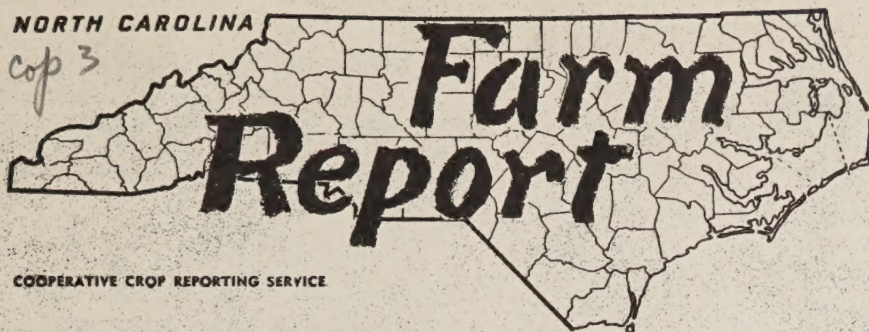 NORTH CAROLINA
cop 3
Farm
Report
COOPERATIVE CROP REPORTING SERVICE